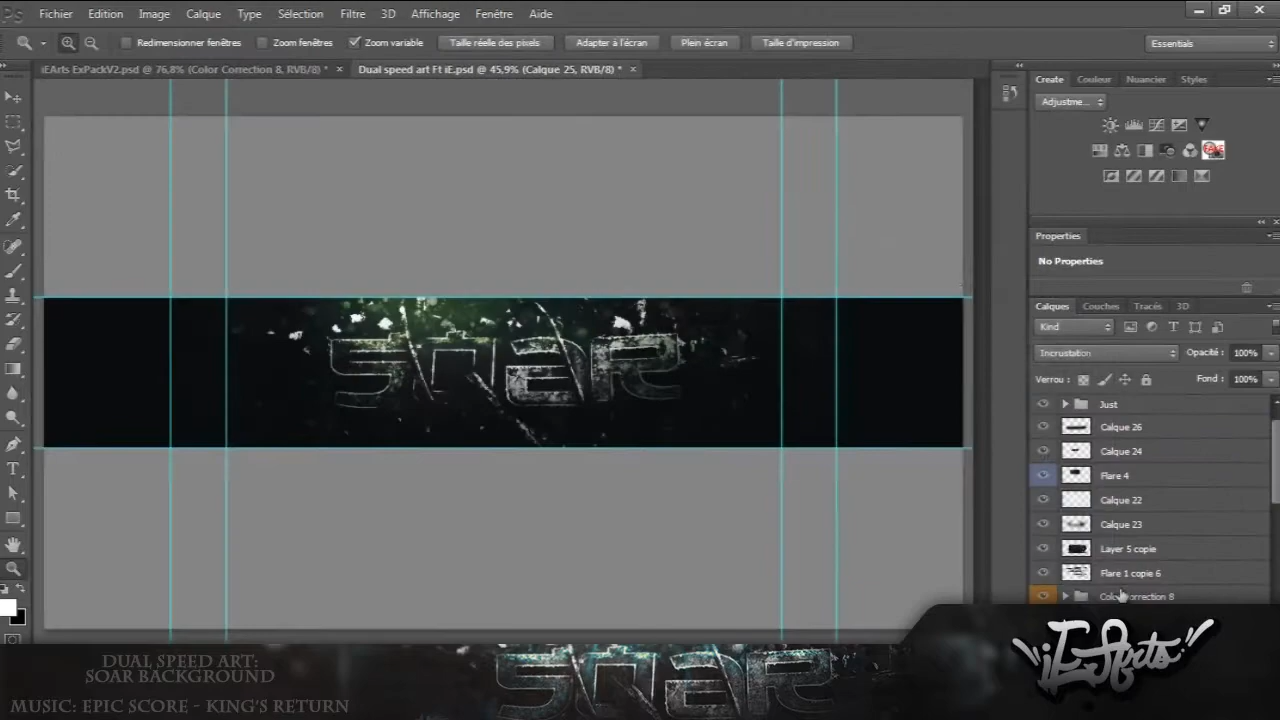 Ps Fichier Edition Image Calque Type Sélection Filtre 3D Affichage Fenêtre Aide
Redimensionner fenêtres Zoom fenêtres Zoom variable Taille réelle des pixels Adapter à l'écran Plein écran Taille d'impression Essentials
iEArts ExPackV2.psd @ 76,8% (Color Correction 8, RVB/8) * × Dual speed art Ft iE.psd @ 45,9% (Calque 25, RVB/8) * ×
Create Couleur Nuancier Styles
Adjustme...
Properties
No Properties
Calques Couches Tracés 3D
Kind
Incrustation Opacité : 100%
Verrou : Fond : 100%
Just
Calque 26
Calque 24
Flare 4
Calque 22
Calque 23
Layer 5 copie
Flare 1 copie 6
Color Correction 8
SOAR
DUAL SPEED ART:
SOAR BACKGROUND
MUSIC: EPIC SCORE - KING'S RETURN
SOAR
iEArts